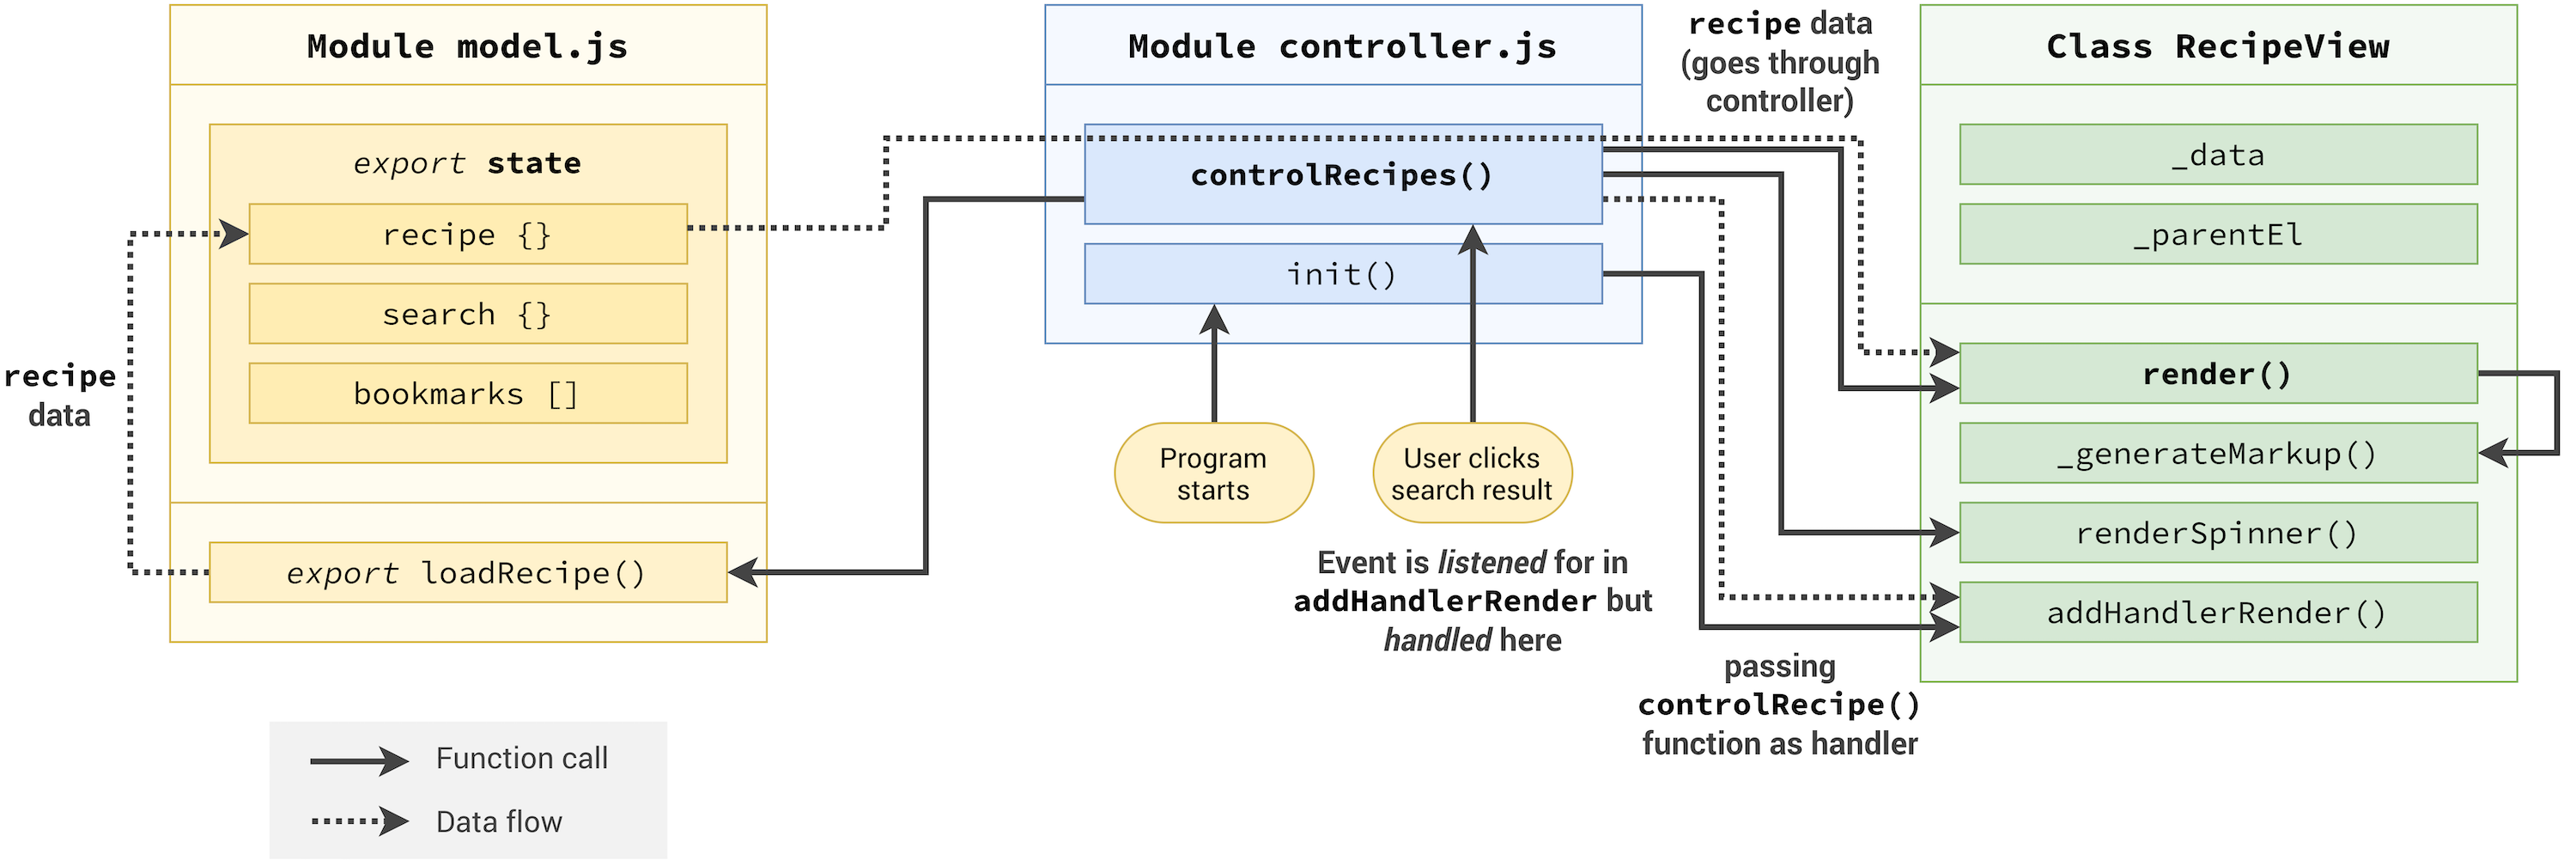 Module model.js
export state
recipe {}
search {}
bookmarks []
export loadRecipe()
recipe
data
Module controller.js
controlRecipes()
init()
Program
starts
User clicks
search result
Event is listened for in
addHandlerRender but
handled here
recipe data
(goes through
controller)
passing
controlRecipe()
function as handler
Class RecipeView
_data
_parentEl
render()
_generateMarkup()
renderSpinner()
addHandlerRender()
Function call
Data flow